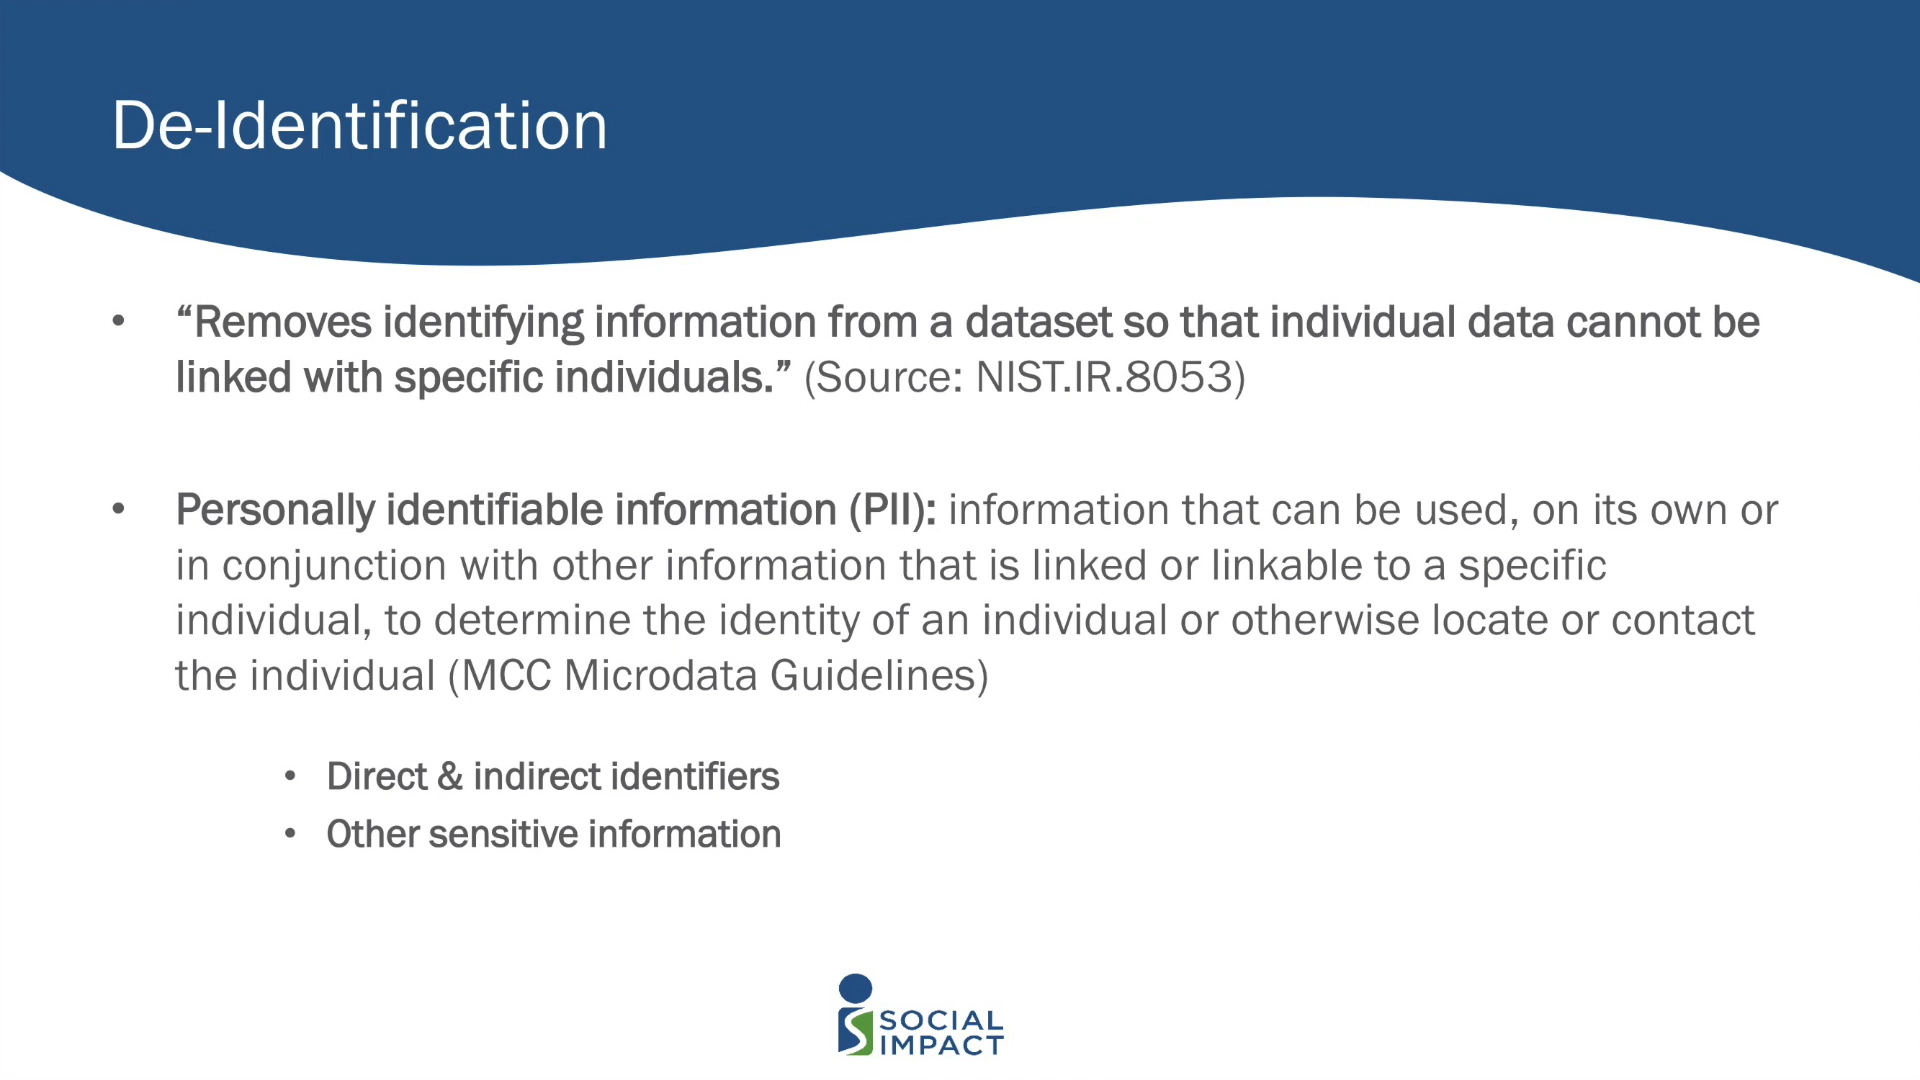 De-Identification
• “Removes identifying information from a dataset so that individual data cannot be
linked with specific individuals.” (Source: NIST.IR.8053)
• Personally identifiable information (PII): information that can be used, on its own or
in conjunction with other information that is linked or linkable to a specific
individual, to determine the identity of an individual or otherwise locate or contact
the individual (MCC Microdata Guidelines)
• Direct & indirect identifiers
• Other sensitive information
SOCIAL
IMPACT